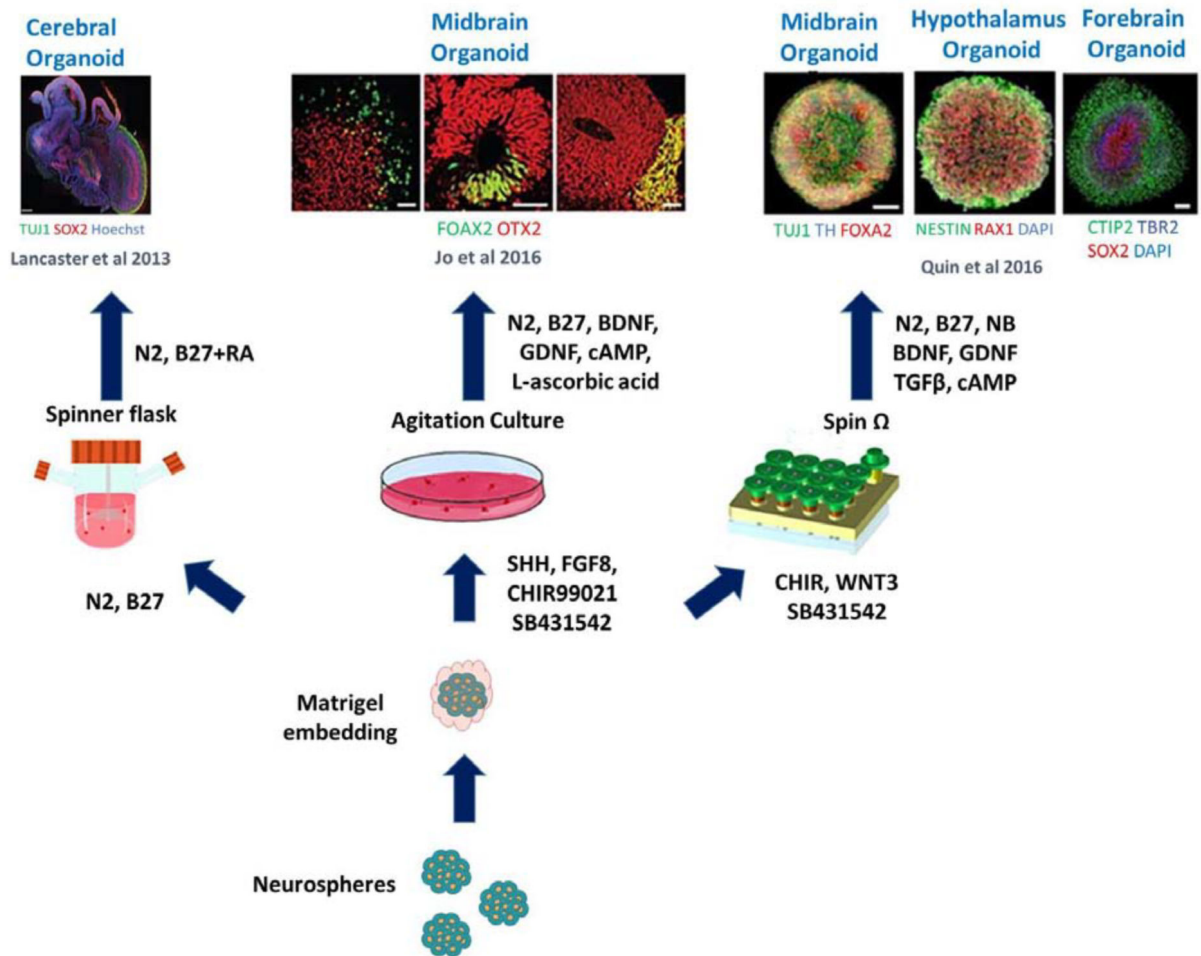 Cerebral
Organoid
Midbrain
Organoid
Midbrain
Organoid
Hypothalamus
Organoid
Forebrain
Organoid
TUJ1 SOX2 Hoechst
Lancaster et al 2013
FOAX2 OTX2
Jo et al 2016
TUJ1 TH FOXA2
NESTIN RAX1 DAPI
CTIP2 TBR2
SOX2 DAPI
Quin et al 2016
N2, B27+RA
N2, B27, BDNF,
GDNF, cAMP,
L-ascorbic acid
N2, B27, NB
BDNF, GDNF
TGFβ, cAMP
Spinner flask
Agitation Culture
Spin Ω
N2, B27
SHH, FGF8,
CHIR99021
SB431542
CHIR, WNT3
SB431542
Matrigel
embedding
Neurospheres